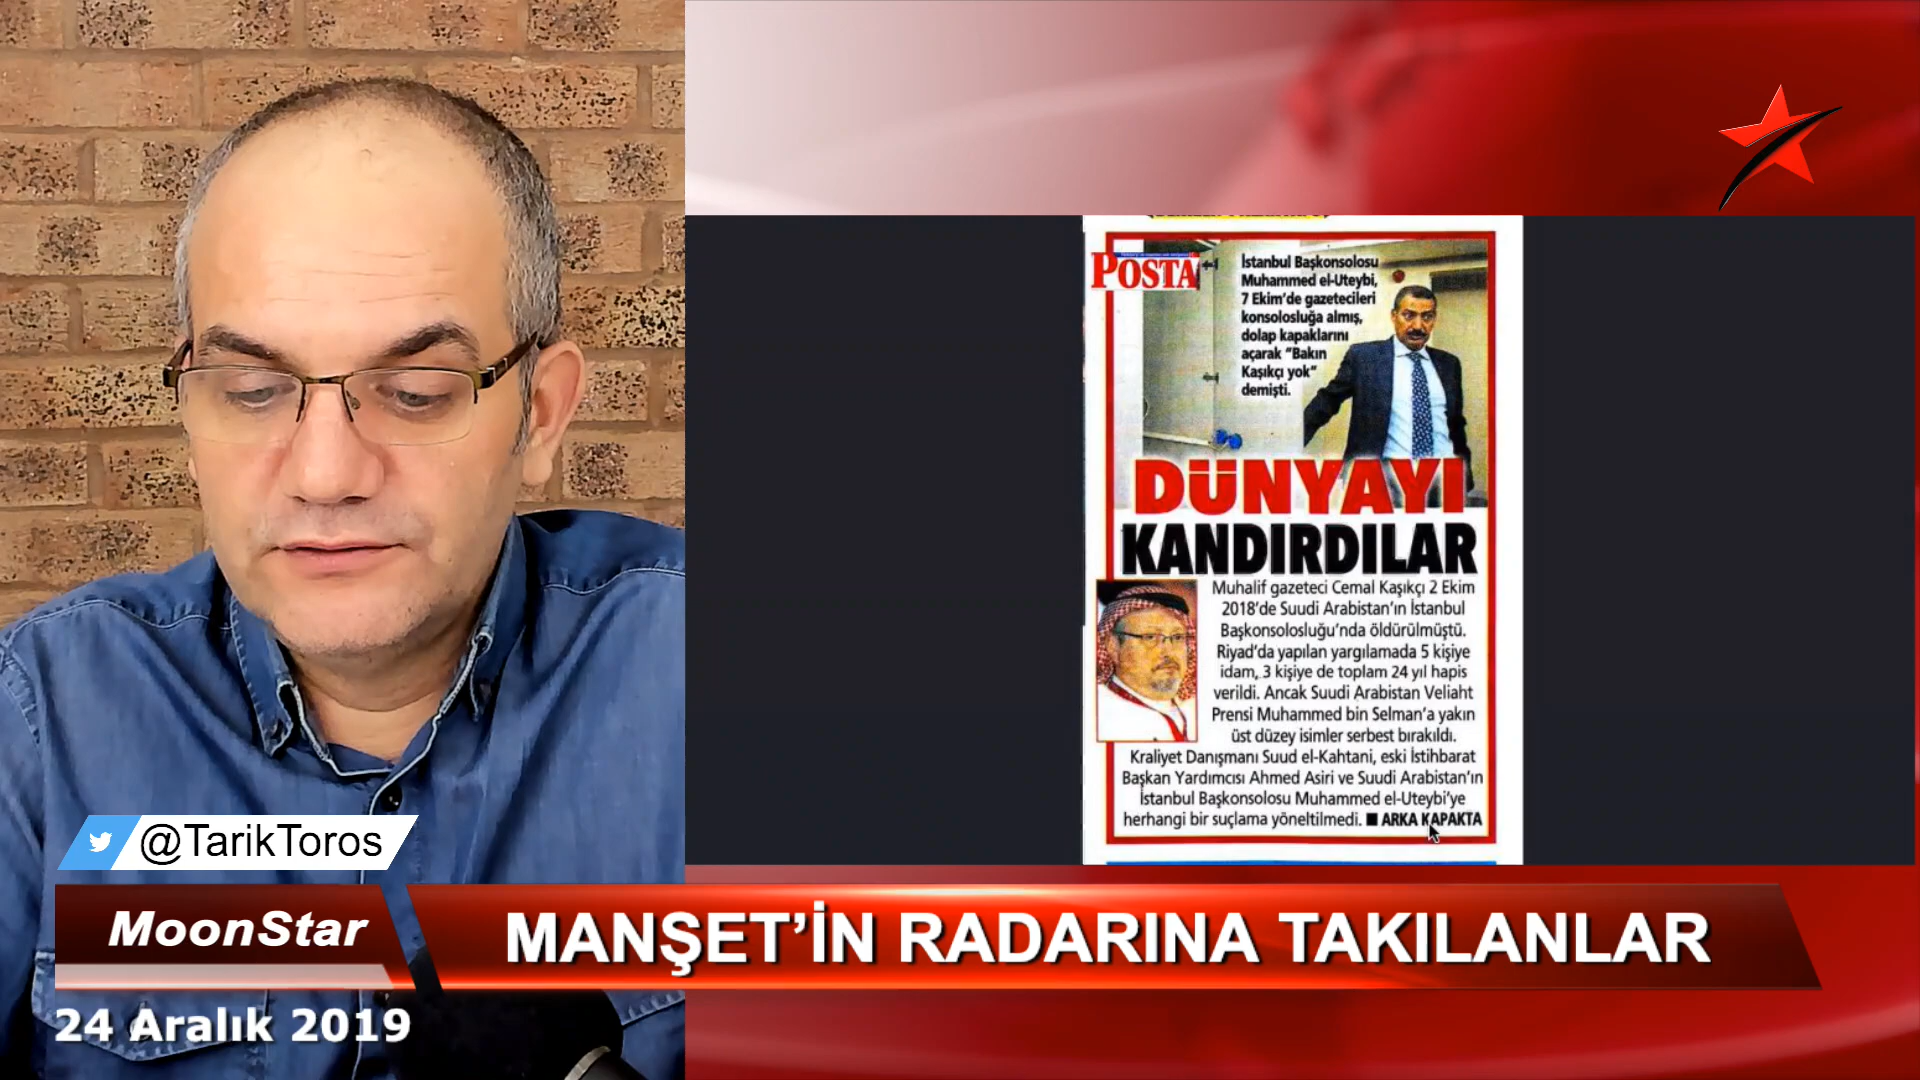 POSTA
İstanbul Başkonsolosu
Muhammed el-Uteybi,
7 Ekim'de gazetecileri
konsolosluğa almış,
dolap kapaklarını
açarak "Bakın
Kaşıkçı yok"
demişti.
DÜNYAYI
KANDIRDILAR
Muhalif gazeteci Cemal Kaşıkçı 2 Ekim
2018'de Suudi Arabistan'ın İstanbul
Başkonsolosluğu'nda öldürülmüştü.
Riyad'da yapılan yargılamada 5 kişiye
idam, 3 kişiye de toplam 24 yıl hapis
verildi. Ancak Suudi Arabistan Veliaht
Prensi Muhammed bin Selman'a yakın
üst düzey isimler serbest bırakıldı.
Kraliyet Danışmanı Suud el-Kahtani, eski İstihbarat
Başkan Yardımcısı Ahmed Asiri ve Suudi Arabistan'ın
İstanbul Başkonsolosu Muhammed el-Uteybi'ye
herhangi bir suçlama yöneltilmedi. ■ ARKA KAPAKTA
@TarikToros
MoonStar
MANŞET'İN RADARINA TAKILANLAR
24 Aralık 2019